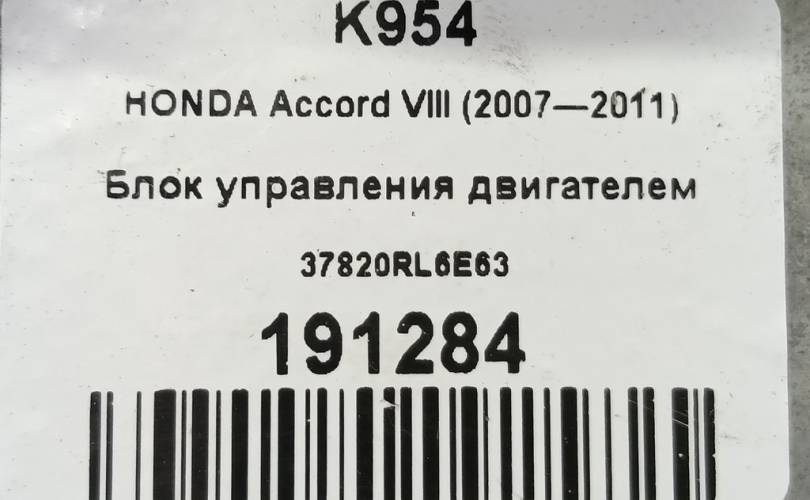 K954
HONDA Accord VIII (2007—2011)
Блок управления двигателем
37820RL6E63
191284